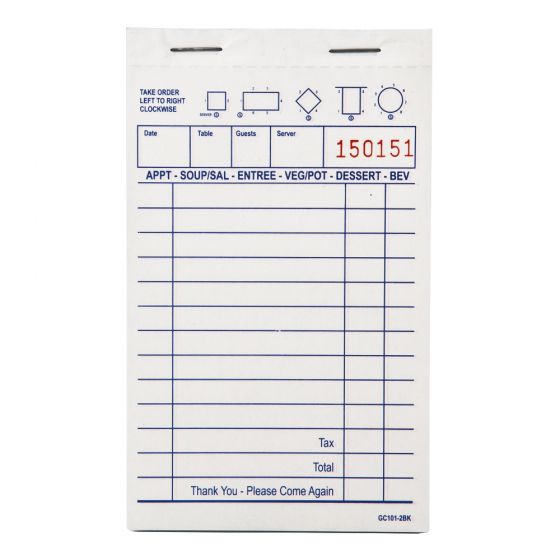 TAKE ORDER
LEFT TO RIGHT
CLOCKWISE
SERVER
Date Table Guests Server
150151
APPT - SOUP/SAL - ENTREE - VEG/POT - DESSERT - BEV
Tax
Total
Thank You - Please Come Again
GC101-2BK